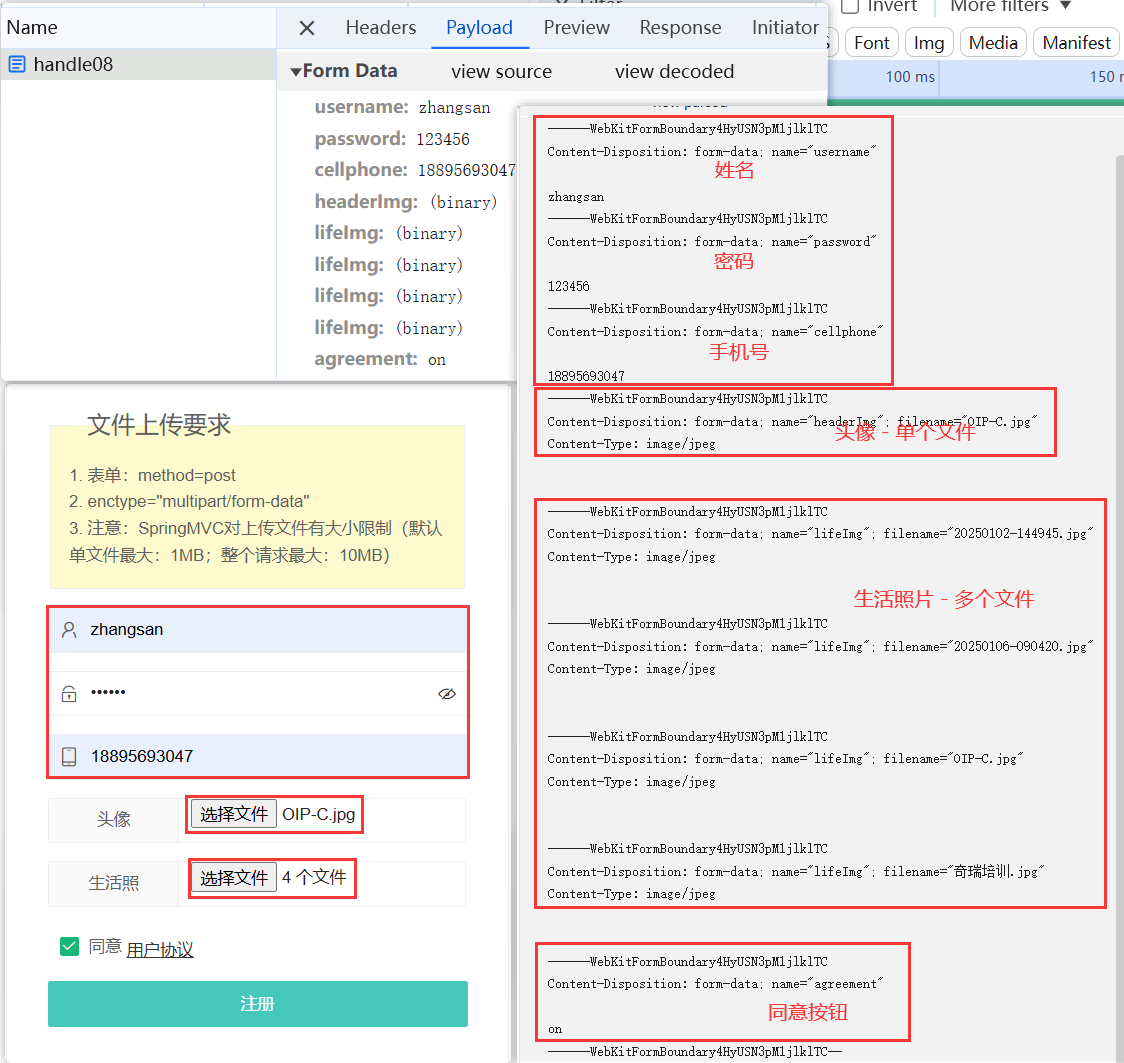 Name
handle08
Headers
Payload
Preview
Response
Initiator
Invert
More filters
Font
Img
Media
Manifest
100 ms
Form Data
view source
view decoded
username: zhangsan
password: 123456
cellphone: 18895693047
headerImg: (binary)
lifeImg: (binary)
lifeImg: (binary)
lifeImg: (binary)
lifeImg: (binary)
agreement: on
------WebKitFormBoundary4HyUSN3pM1jlklTC
Content-Disposition: form-data; name="username"
姓名
zhangsan
------WebKitFormBoundary4HyUSN3pM1jlklTC
Content-Disposition: form-data; name="password"
密码
123456
------WebKitFormBoundary4HyUSN3pM1jlklTC
Content-Disposition: form-data; name="cellphone"
手机号
18895693047
------WebKitFormBoundary4HyUSN3pM1jlklTC
Content-Disposition: form-data; name="headerImg"; filename="OIP-C.jpg"
头像 - 单个文件
Content-Type: image/jpeg
------WebKitFormBoundary4HyUSN3pM1jlklTC
Content-Disposition: form-data; name="lifeImg"; filename="20250102-144945.jpg"
Content-Type: image/jpeg
生活照片 - 多个文件
------WebKitFormBoundary4HyUSN3pM1jlklTC
Content-Disposition: form-data; name="lifeImg"; filename="20250106-090420.jpg"
Content-Type: image/jpeg
------WebKitFormBoundary4HyUSN3pM1jlklTC
Content-Disposition: form-data; name="lifeImg"; filename="OIP-C.jpg"
Content-Type: image/jpeg
------WebKitFormBoundary4HyUSN3pM1jlklTC
Content-Disposition: form-data; name="lifeImg"; filename="奇瑞培训.jpg"
Content-Type: image/jpeg
------WebKitFormBoundary4HyUSN3pM1jlklTC
Content-Disposition: form-data; name="agreement"
同意按钮
on
------WebKitFormBoundary4HyUSN3pM1jlklTC--
文件上传要求
1. 表单：method=post
2. enctype="multipart/form-data"
3. 注意：SpringMVC对上传文件有大小限制（默认
单文件最大：1MB；整个请求最大：10MB）
zhangsan
••••••
18895693047
头像
选择文件 OIP-C.jpg
生活照
选择文件 4 个文件
同意 用户协议
注册